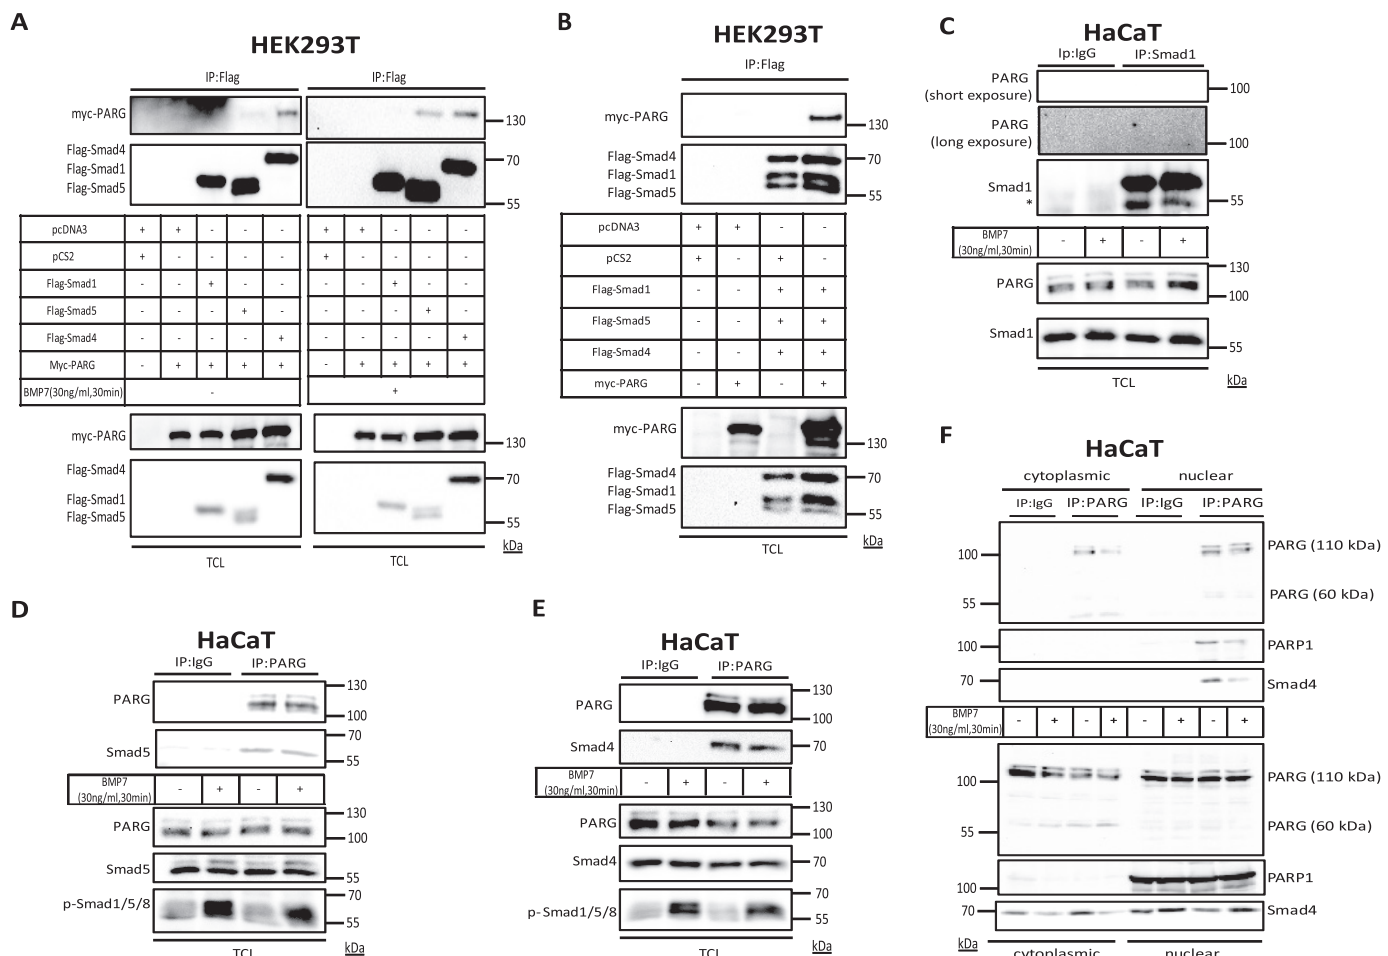 A
HEK293T
IP:Flag IP:Flag
myc-PARG
130
Flag-Smad4
Flag-Smad1
Flag-Smad5
70
55
pcDNA3 + + - - - + + - - -
pCS2 + - - - - + - - - -
Flag-Smad1 - - + - - - - + - -
Flag-Smad5 - - - + - - - - + -
Flag-Smad4 - - - - + - - - - +
Myc-PARG - + + + + - + + + +
BMP7(30ng/ml,30min) - +
myc-PARG
130
Flag-Smad4
Flag-Smad1
Flag-Smad5
70
55
kDa
TCL TCL
B
HEK293T
IP:Flag
myc-PARG
130
Flag-Smad4
Flag-Smad1
Flag-Smad5
70
55
pcDNA3 + + - -
pCS2 + - + -
Flag-Smad1 - - + +
Flag-Smad5 - - + +
Flag-Smad4 - - + +
myc-PARG - + - +
myc-PARG
130
Flag-Smad4
Flag-Smad1
Flag-Smad5
70
55
kDa
TCL
C
HaCaT
Ip:IgG IP:Smad1
PARG
(short exposure)
100
PARG
(long exposure)
100
Smad1
*
55
BMP7
(30ng/ml,30min)
- + - +
PARG
130
100
Smad1
55
kDa
TCL
D
HaCaT
IP:IgG IP:PARG
PARG
130
100
Smad5
70
55
BMP7
(30ng/ml,30min)
- + - +
PARG
130
100
Smad5
55
p-Smad1/5/8
70
55
kDa
TCL
E
HaCaT
IP:IgG IP:PARG
PARG
130
100
Smad4
70
BMP7
(30ng/ml,30min)
- + - +
PARG
130
100
Smad4
70
p-Smad1/5/8
70
55
kDa
TCL
F
HaCaT
cytoplasmic nuclear
IP:IgG IP:PARG IP:IgG IP:PARG
100
PARG (110 kDa)
55
PARG (60 kDa)
100
PARP1
70
Smad4
BMP7
(30ng/ml,30min)
- + - + - + - +
100
PARG (110 kDa)
55
PARG (60 kDa)
100
PARP1
70
Smad4
kDa
cytoplasmic nuclear